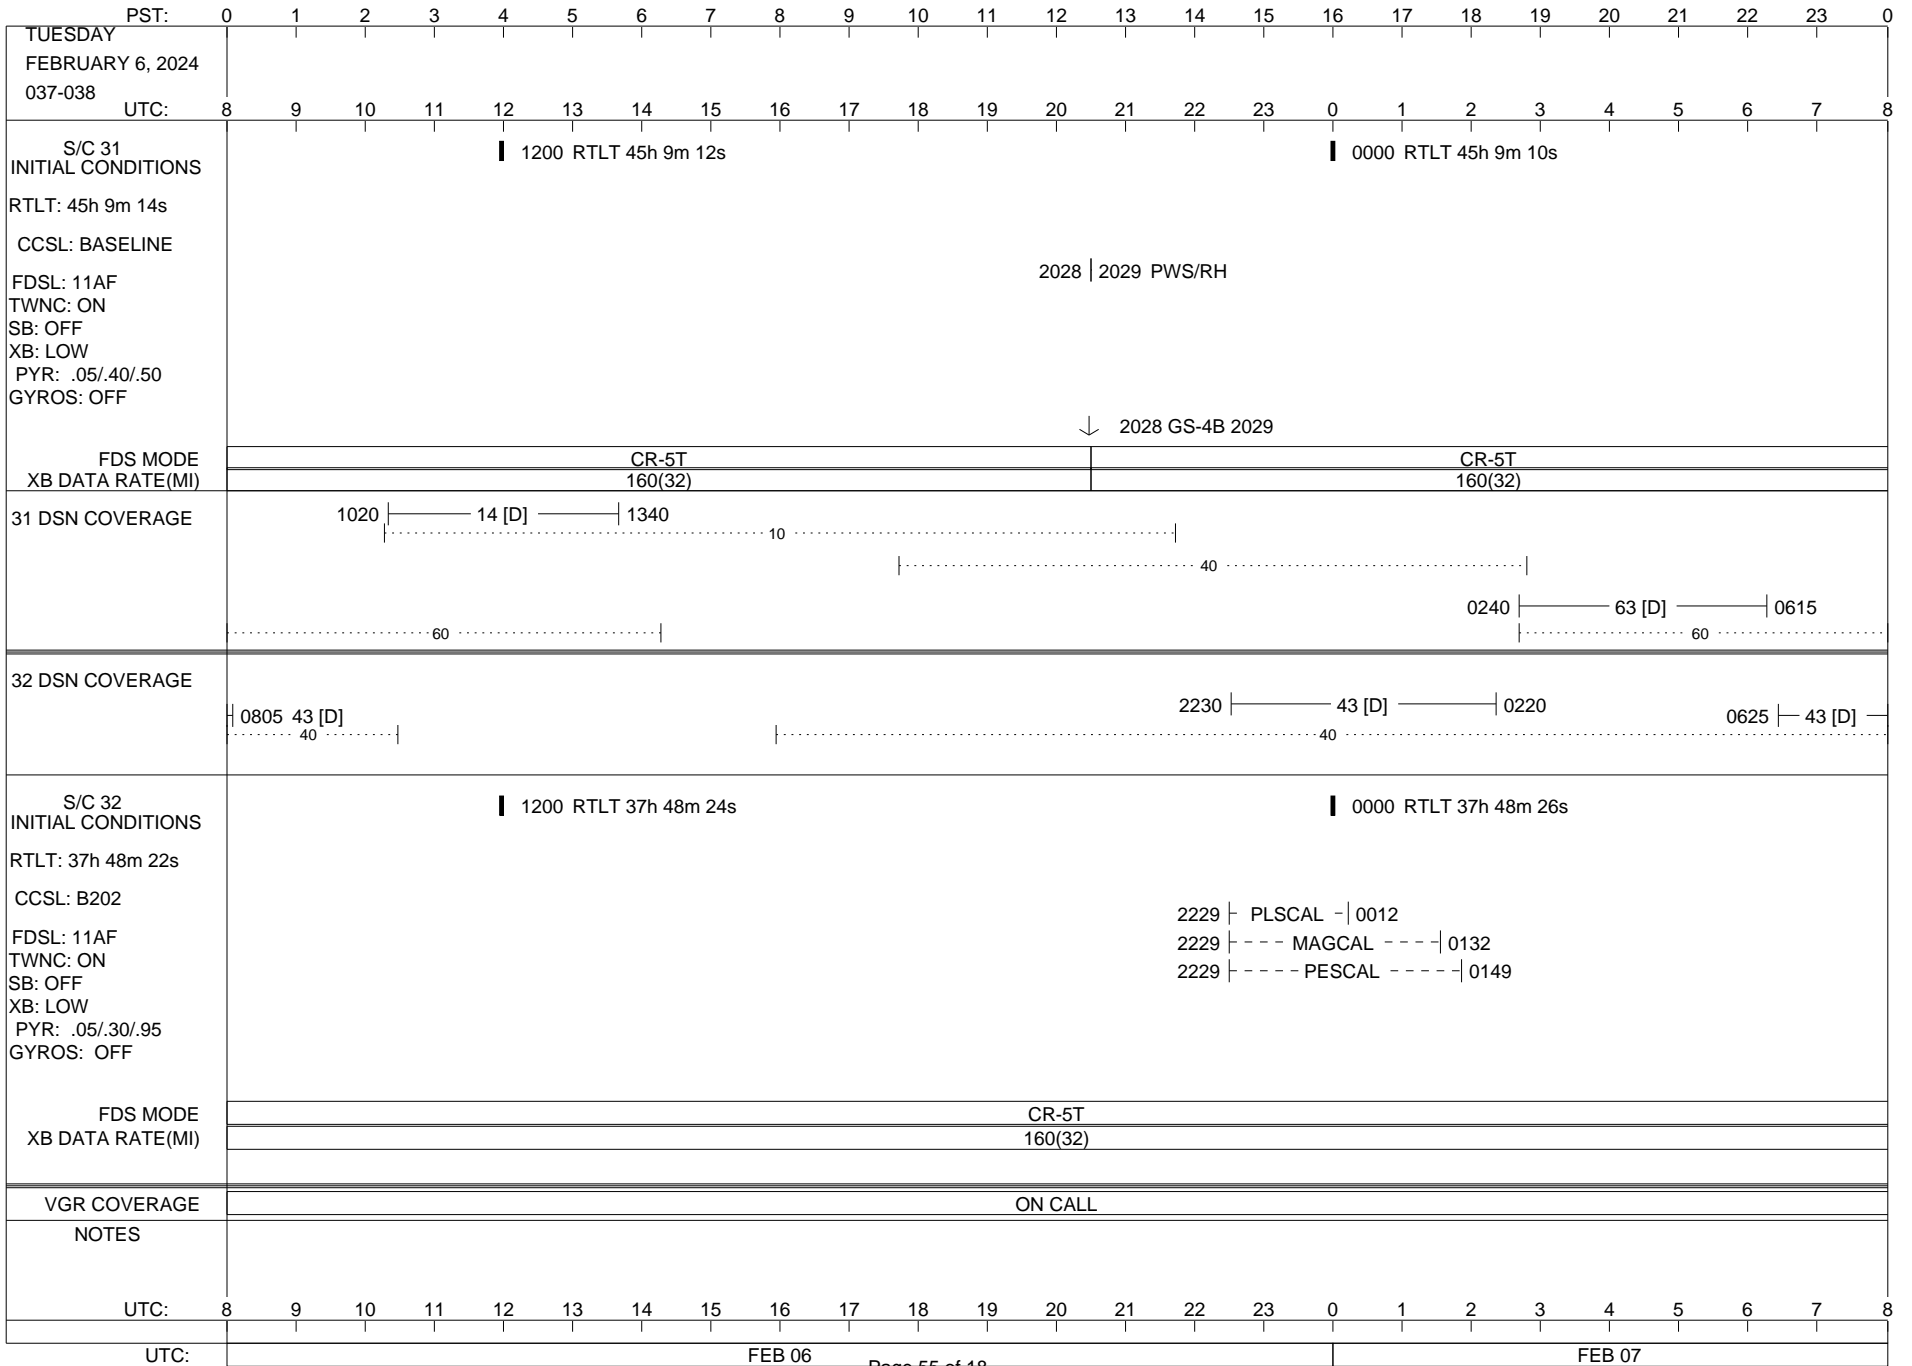 PST: 0 1 2 3 4 5 6 7 8 9 10 11 12 13 14 15 16 17 18 19 20 21 22 23 0
TUESDAY
FEBRUARY 6, 2024
037-038
UTC: 8 9 10 11 12 13 14 15 16 17 18 19 20 21 22 23 0 1 2 3 4 5 6 7 8
S/C 31
INITIAL CONDITIONS
1200 RTLT 45h 9m 12s
0000 RTLT 45h 9m 10s
RTLT: 45h 9m 14s
CCSL: BASELINE
2028 2029 PWS/RH
FDSL: 11AF
TWNC: ON
SB: OFF
XB: LOW
PYR: .05/.40/.50
GYROS: OFF
2028 GS-4B 2029
FDS MODE CR-5T CR-5T
XB DATA RATE(MI) 160(32) 160(32)
31 DSN COVERAGE
1020 14 [D] 1340
10
40
0240 63 [D] 0615
60 60
32 DSN COVERAGE
2230 43 [D] 0220
0805 43 [D] 0625 43 [D]
40 40
S/C 32
INITIAL CONDITIONS
1200 RTLT 37h 48m 24s
0000 RTLT 37h 48m 26s
RTLT: 37h 48m 22s
CCSL: B202
2229 PLSCAL 0012
FDSL: 11AF
2229 MAGCAL 0132
TWNC: ON
2229 PESCAL 0149
SB: OFF
XB: LOW
PYR: .05/.30/.95
GYROS: OFF
FDS MODE CR-5T
XB DATA RATE(MI) 160(32)
VGR COVERAGE ON CALL
NOTES
UTC: 8 9 10 11 12 13 14 15 16 17 18 19 20 21 22 23 0 1 2 3 4 5 6 7 8
UTC: FEB 06 FEB 07
Page 55 of 18